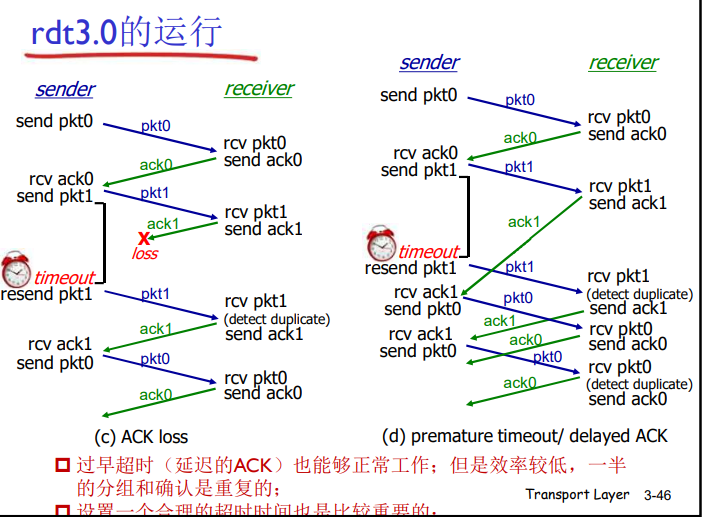 rdt3.0的运行
sender
receiver
send pkt0
pkt0
rcv pkt0
send ack0
ack0
rcv ack0
send pkt1
pkt1
rcv pkt1
send ack1
ack1
X
loss
timeout
resend pkt1
pkt1
rcv pkt1
(detect duplicate)
send ack1
ack1
rcv ack1
send pkt0
pkt0
rcv pkt0
send ack0
ack0
(c) ACK loss
sender
receiver
send pkt0
pkt0
rcv pkt0
send ack0
ack0
rcv ack0
send pkt1
pkt1
rcv pkt1
send ack1
ack1
timeout
resend pkt1
pkt1
rcv pkt1
(detect duplicate)
send ack1
rcv ack1
send pkt0
pkt0
ack1
rcv pkt0
send ack0
ack0
rcv ack1
send pkt0
pkt0
rcv pkt0
(detect duplicate)
send ack0
ack0
(d) premature timeout/ delayed ACK
过早超时（延迟的ACK）也能够正常工作；但是效率较低，一半
的分组和确认是重复的；
设置一个合理的超时时间也是比较重要的；
Transport Layer 3-46